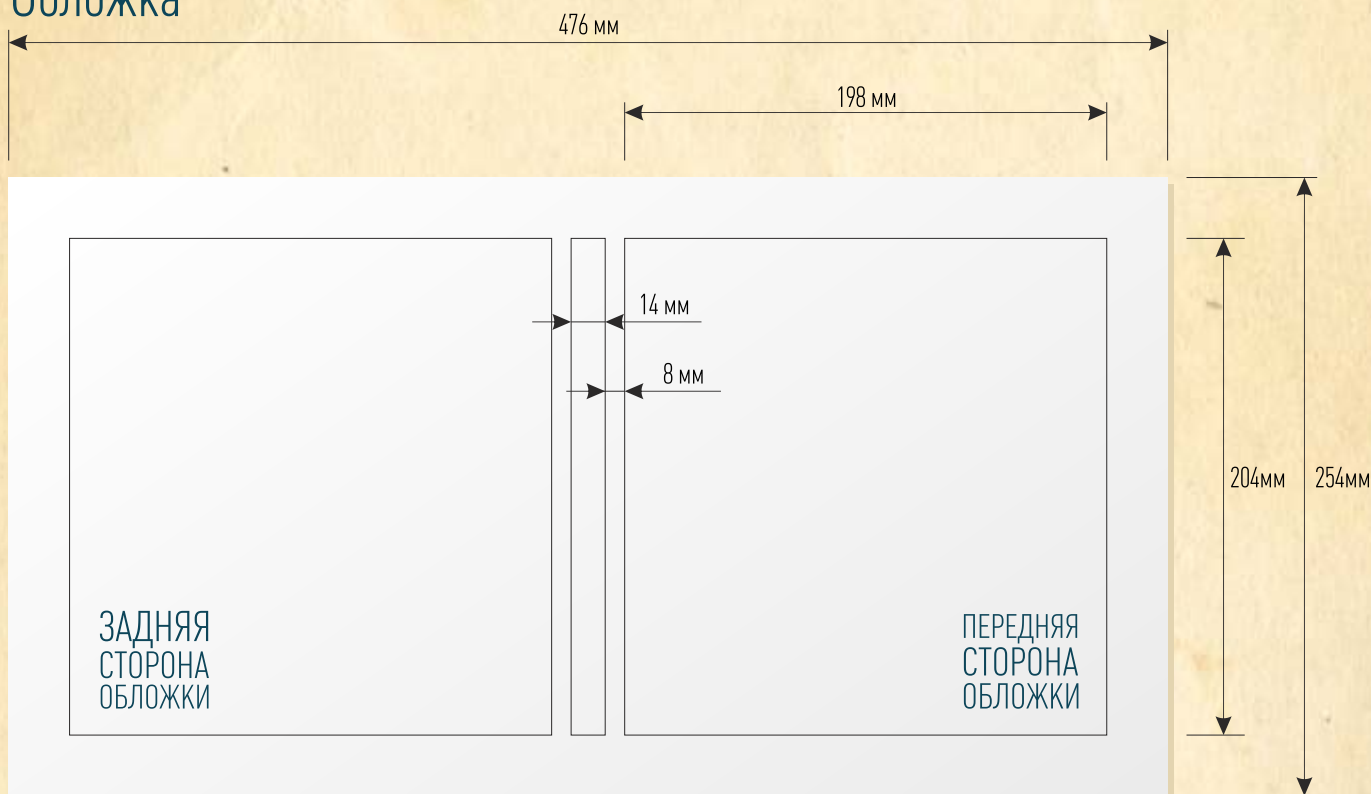 Обложка
476 мм
198 мм
14 мм
8 мм
204мм
254мм
ЗАДНЯЯ
СТОРОНА
ОБЛОЖКИ
ПЕРЕДНЯЯ
СТОРОНА
ОБЛОЖКИ